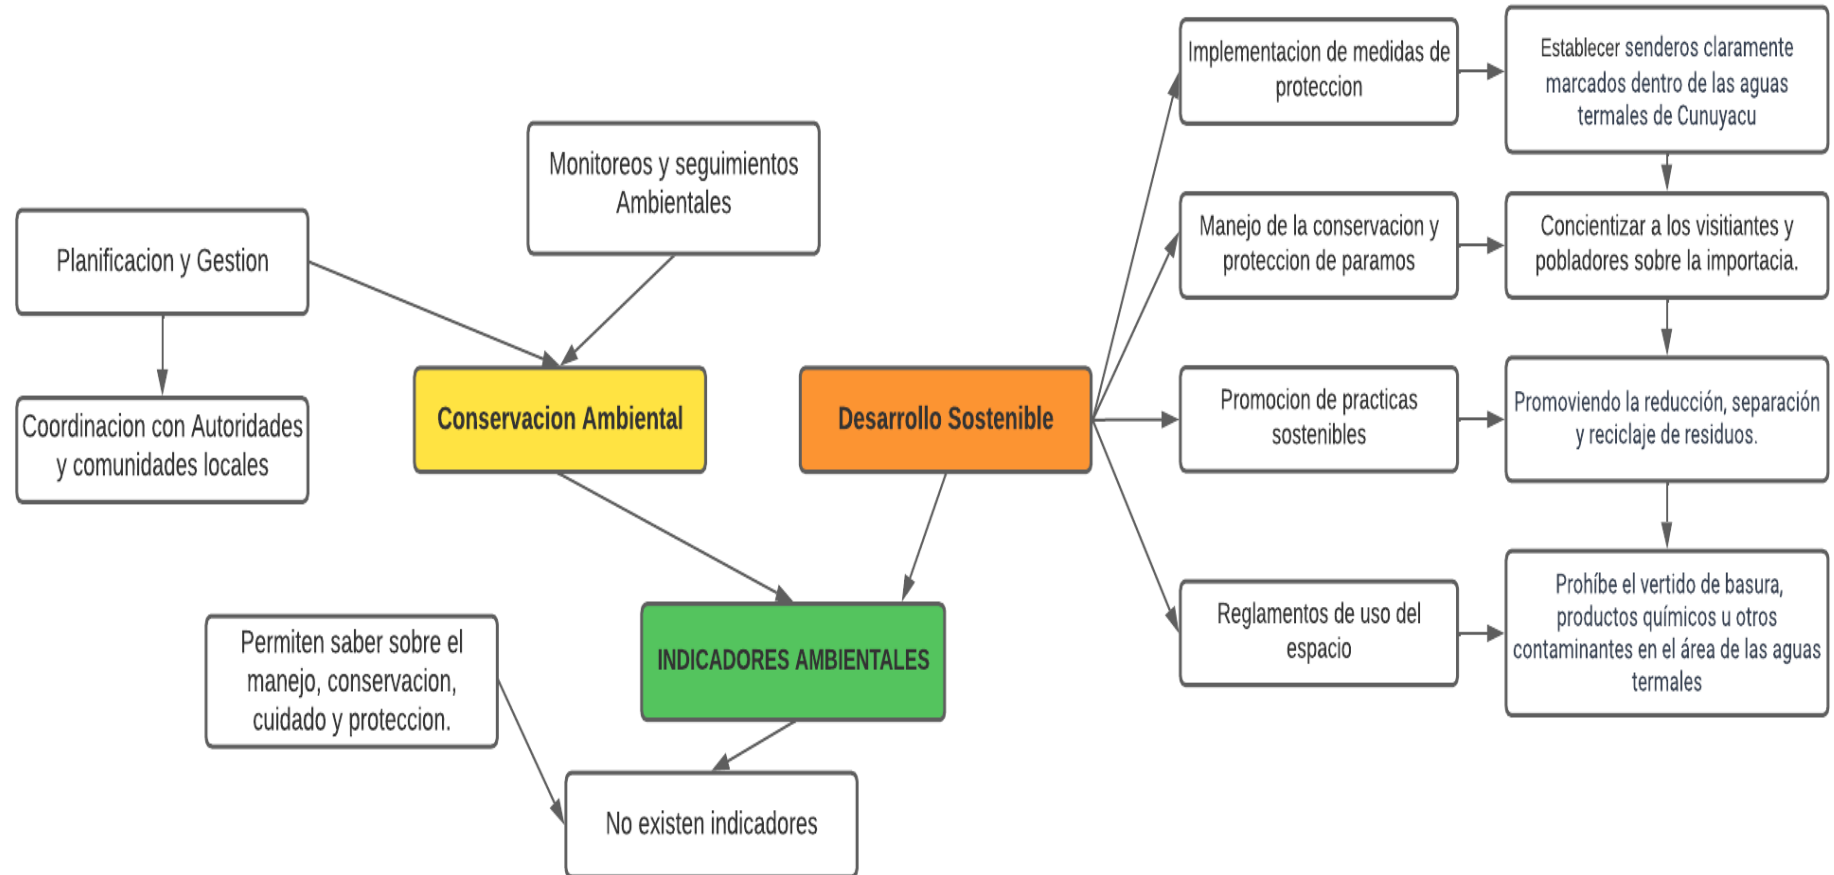 Implementacion de medidas de
proteccion
Establecer senderos claramente
marcados dentro de las aguas
termales de Cunuyacu
Monitoreos y seguimientos
Ambientales
Planificacion y Gestion
Manejo de la conservacion y
proteccion de paramos
Concientizar a los visitiantes y
pobladores sobre la importacia.
Coordinacion con Autoridades
y comunidades locales
Conservacion Ambiental
Desarrollo Sostenible
Promocion de practicas
sostenibles
Promoviendo la reducción, separación
y reciclaje de residuos.
Permiten saber sobre el
manejo, conservacion,
cuidado y proteccion.
INDICADORES AMBIENTALES
Reglamentos de uso del
espacio
Prohíbe el vertido de basura,
productos químicos u otros
contaminantes en el área de las aguas
termales
No existen indicadores